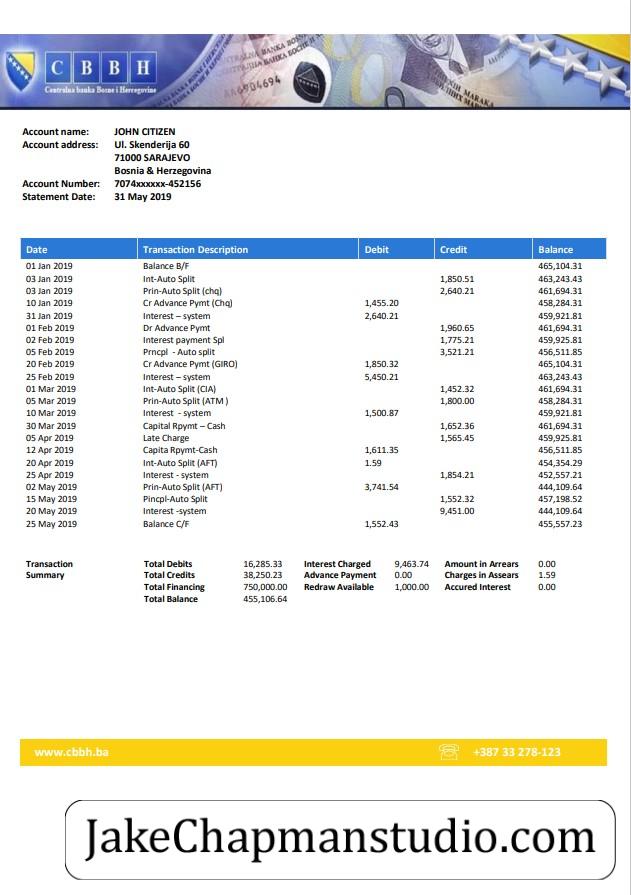 C B B H
Centralna banka Bosne i Hercegovine
Account name: JOHN CITIZEN
Account address: Ul. Skenderija 60
71000 SARAJEVO
Bosnia & Herzegovina
Account Number: 7074xxxxxx-452156
Statement Date: 31 May 2019
Date Transaction Description Debit Credit Balance
01 Jan 2019 Balance B/F 465,104.31
03 Jan 2019 Int-Auto Split 1,850.51 463,243.43
03 Jan 2019 Prin-Auto Split (chq) 2,640.21 461,694.31
10 Jan 2019 Cr Advance Pymt (Chq) 1,455.20 458,284.31
31 Jan 2019 Interest – system 2,640.21 459,921.81
01 Feb 2019 Dr Advance Pymt 1,960.65 461,694.31
02 Feb 2019 Interest payment Spl 1,775.21 459,925.81
05 Feb 2019 Prncpl - Auto split 3,521.21 456,511.85
20 Feb 2019 Cr Advance Pymt (GIRO) 1,850.32 465,104.31
25 Feb 2019 Interest – system 5,450.21 463,243.43
01 Mar 2019 Int-Auto Split (CIA) 1,452.32 461,694.31
05 Mar 2019 Prin-Auto Split (ATM ) 1,800.00 458,284.31
10 Mar 2019 Interest - system 1,500.87 459,921.81
30 Mar 2019 Capital Rpymt – Cash 1,652.36 461,694.31
05 Apr 2019 Late Charge 1,565.45 459,925.81
12 Apr 2019 Capita Rpymt-Cash 1,611.35 456,511.85
20 Apr 2019 Int-Auto Split (AFT) 1.59 454,354.29
25 Apr 2019 Interest - system 1,854.21 452,557.21
02 May 2019 Prin-Auto Split (AFT) 3,741.54 444,109.64
15 May 2019 Pincpl-Auto Split 1,552.32 457,198.52
20 May 2019 Interest -system 9,451.00 444,109.64
25 May 2019 Balance C/F 1,552.43 455,557.23
Transaction Total Debits 16,285.33 Interest Charged 9,463.74 Amount in Arrears 0.00
Summary Total Credits 38,250.23 Advance Payment 0.00 Charges in Assears 1.59
Total Financing 750,000.00 Redraw Available 1,000.00 Accured Interest 0.00
Total Balance 455,106.64
www.cbbh.ba +387 33 278-123
JakeChapmanstudio.com